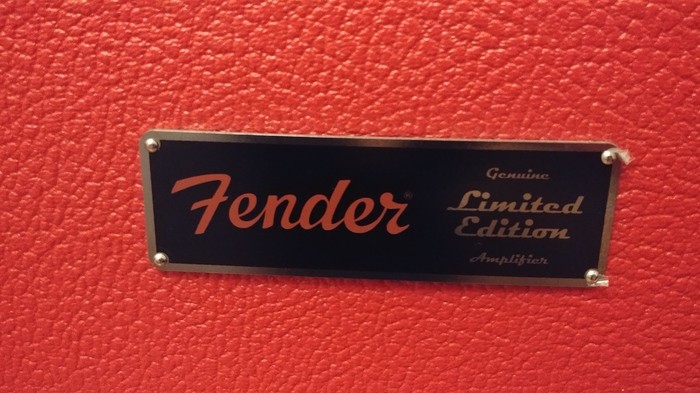 Fender
Genuine
Limited
Edition
Amplifier